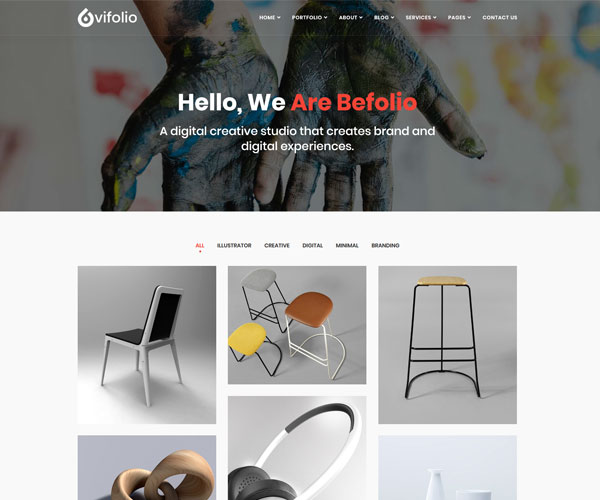 vifolio
HOME PORTFOLIO ABOUT BLOG SERVICES PAGES CONTACT US
Hello, We Are Befolio
A digital creative studio that creates brand and
digital experiences.
ALL ILLUSTRATOR CREATIVE DIGITAL MINIMAL BRANDING